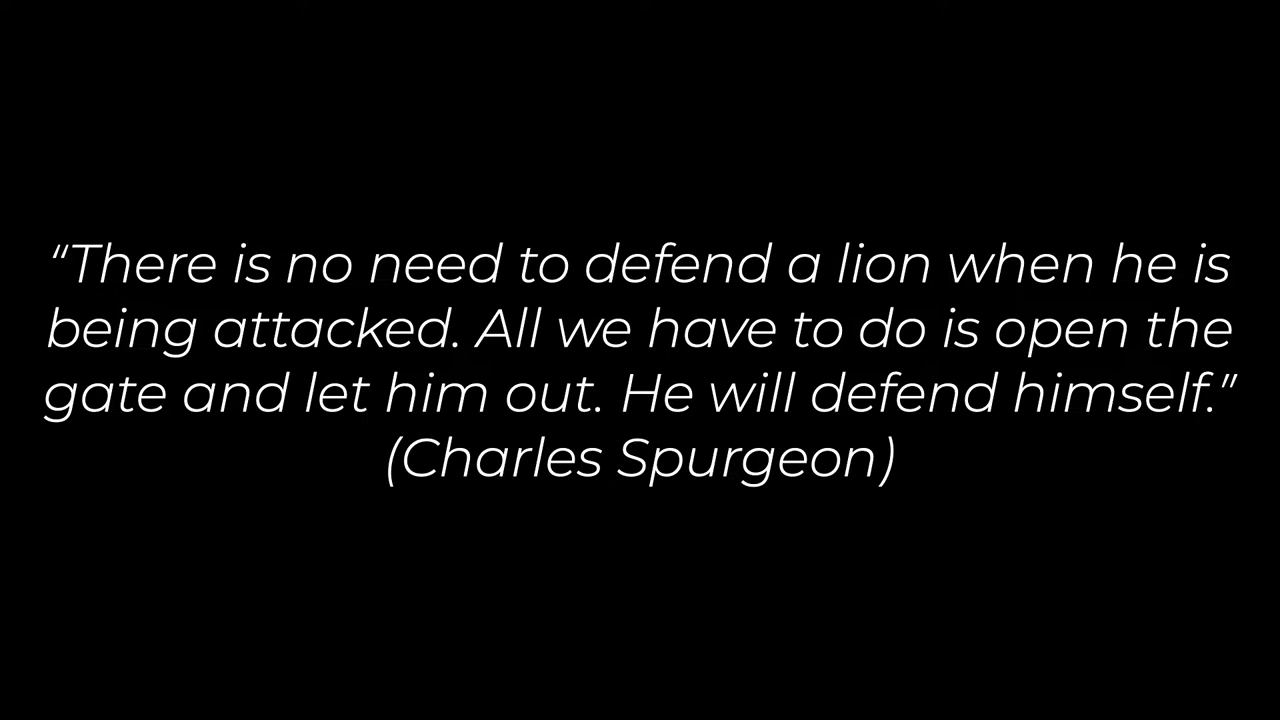 “There is no need to defend a lion when he is
being attacked. All we have to do is open the
gate and let him out. He will defend himself.”
(Charles Spurgeon)